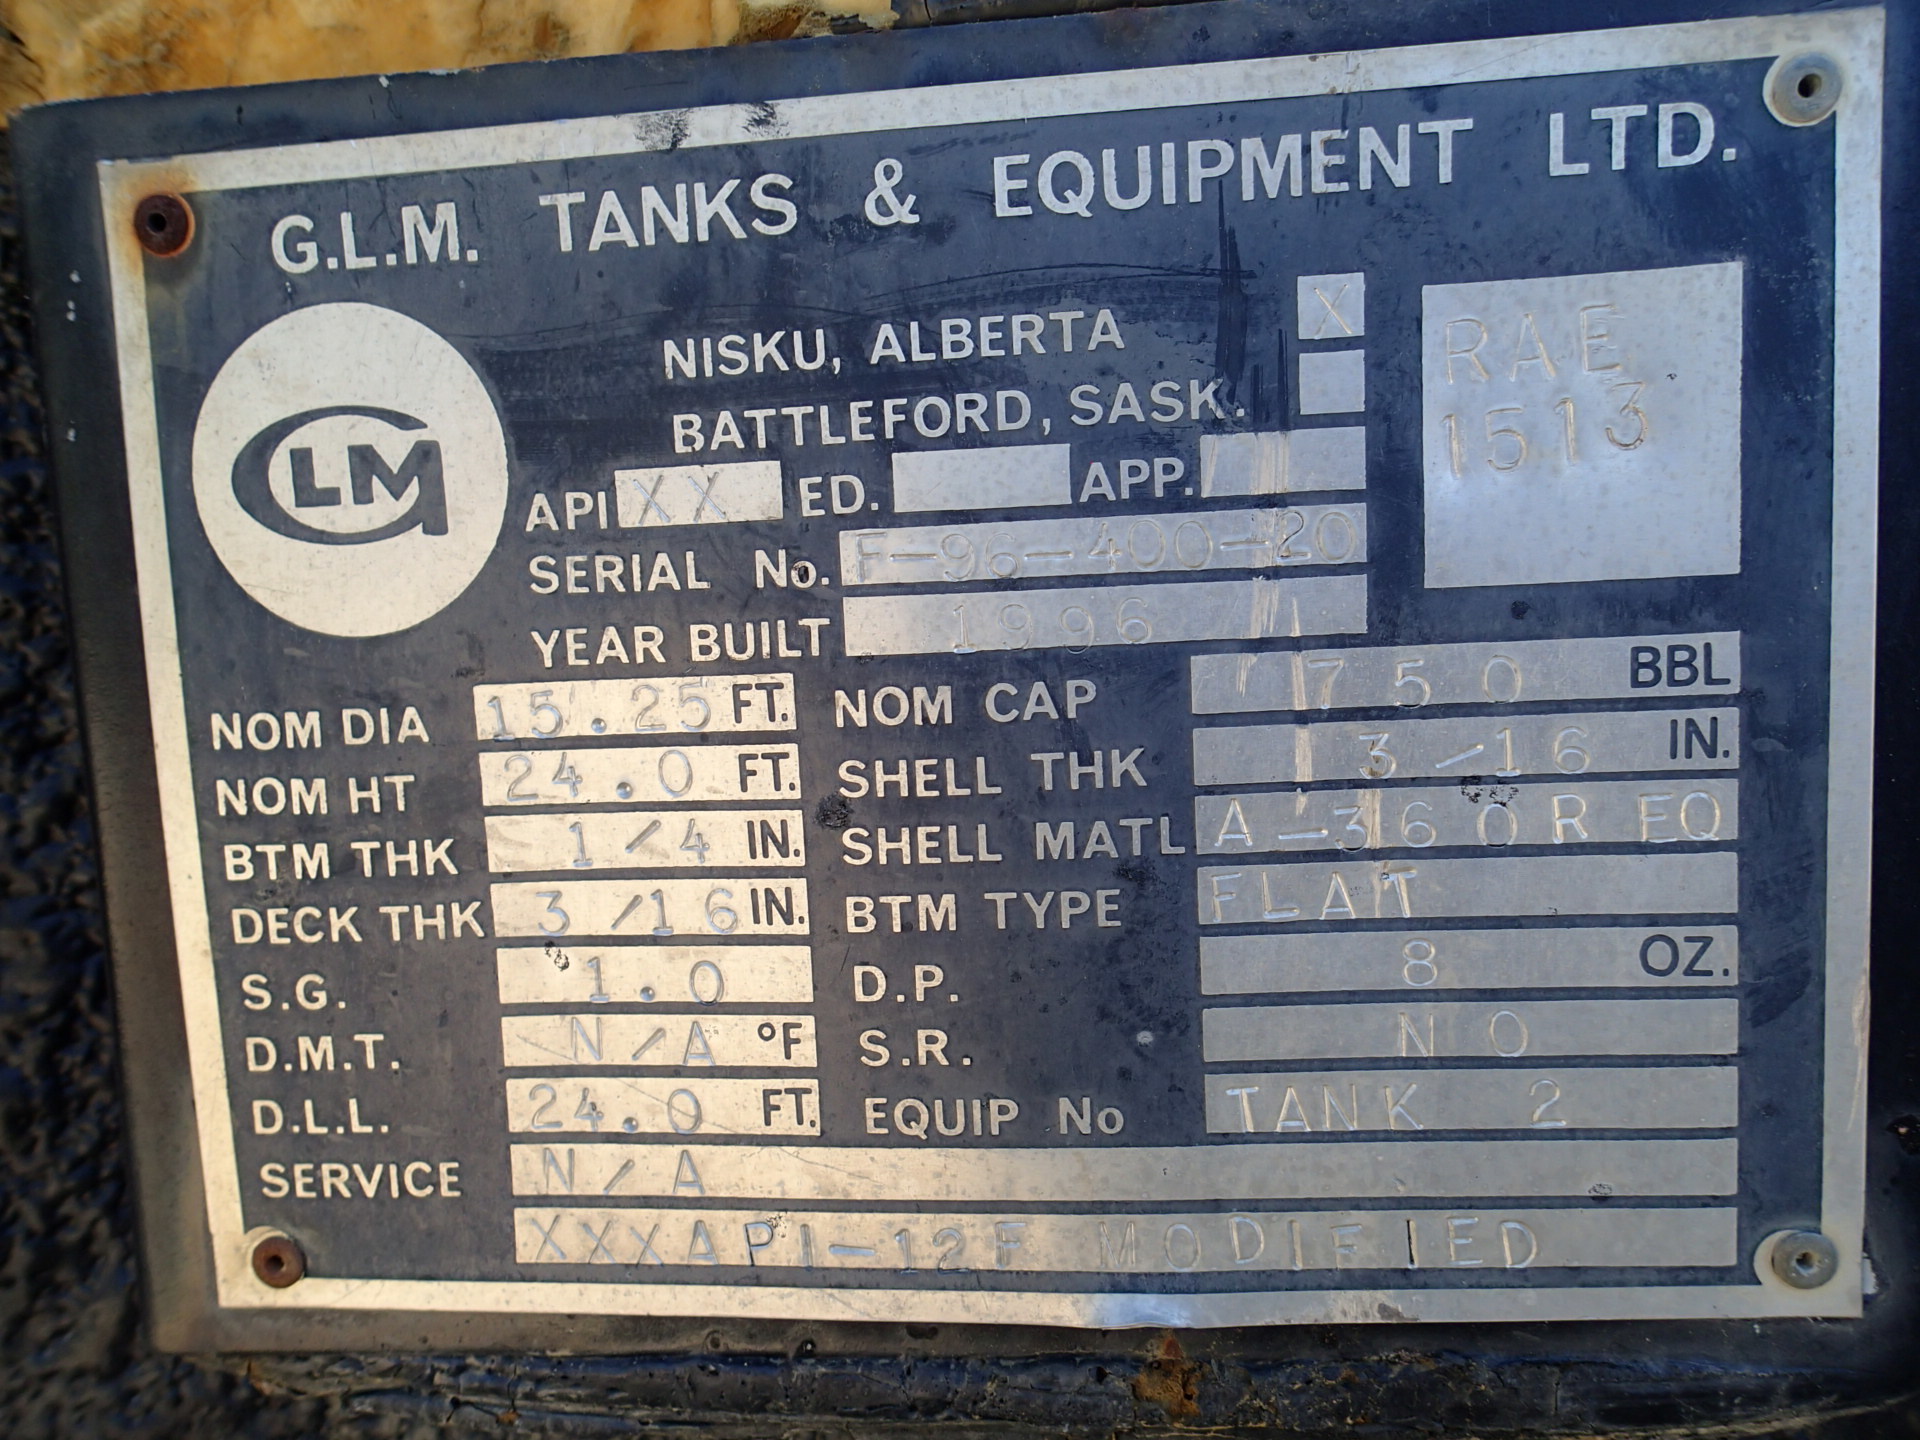 G.L.M. TANKS & EQUIPMENT LTD.
GLM
NISKU, ALBERTA X
BATTLEFORD, SASK.
RAE
1513
API XX ED. APP.
SERIAL No. F-96-400-20
YEAR BUILT 1996
NOM DIA 15.25 FT. NOM CAP 750 BBL
NOM HT 24.0 FT. SHELL THK 3/16 IN.
BTM THK 1/4 IN. SHELL MATL A-360R EQ
DECK THK 3/16 IN. BTM TYPE FLAT
S.G. 1.0 D.P. 8 OZ.
D.M.T. N/A °F S.R. NO
D.L.L. 24.0 FT. EQUIP No TANK 2
SERVICE N/A
XXXAPI-12F MODIFIED